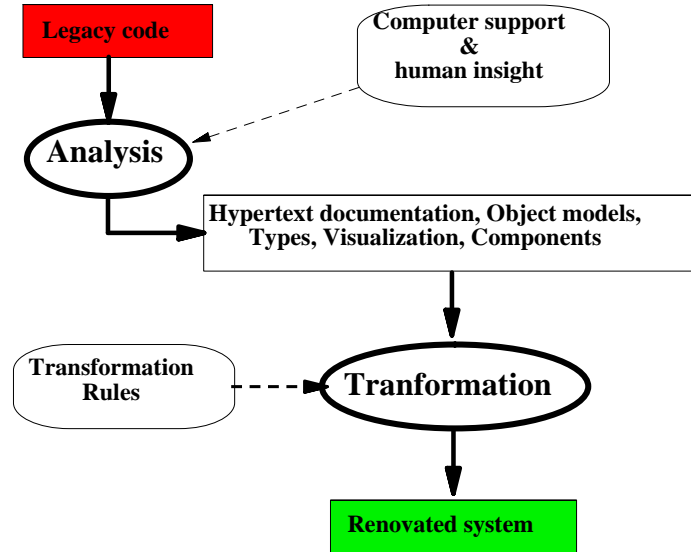 Legacy code
Computer support
&
human insight
Analysis
Hypertext documentation, Object models,
Types, Visualization, Components
Transformation
Rules
Tranformation
Renovated system